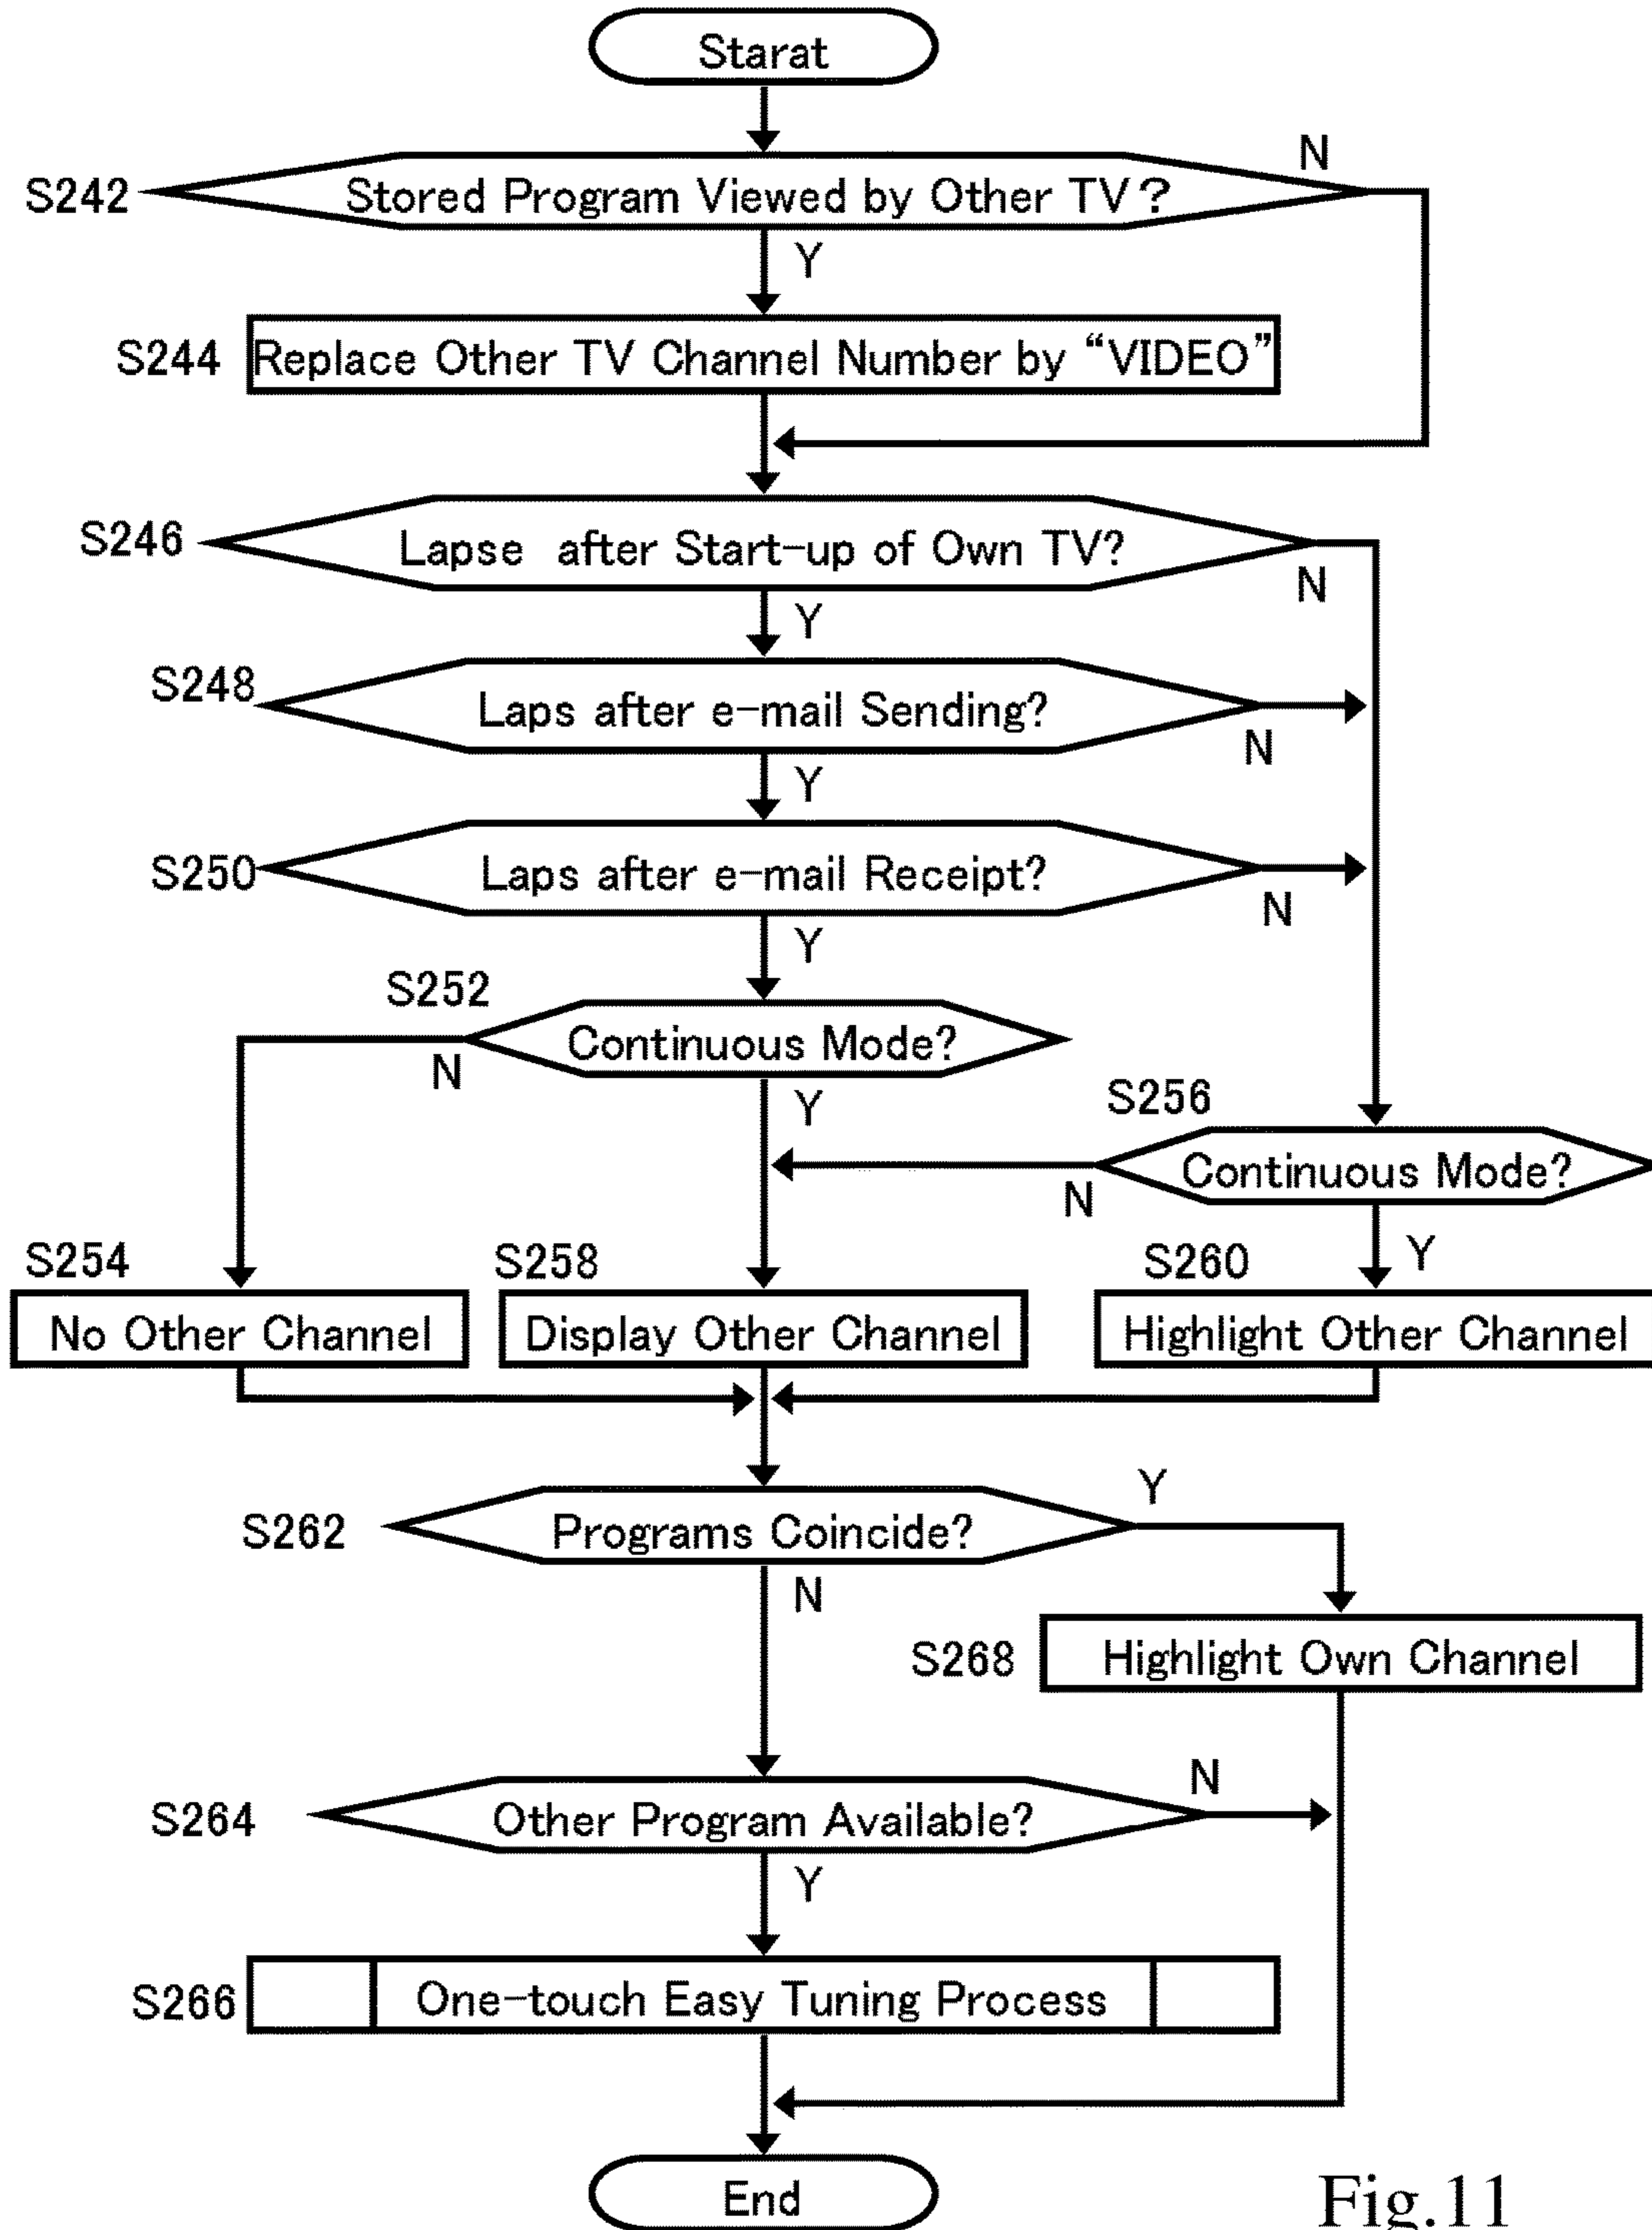 Starat
N
S242
Stored Program Viewed by Other TV?
Y
S244
Replace Other TV Channel Number by “VIDEO”
S246
Lapse after Start-up of Own TV?
N
Y
S248
Laps after e-mail Sending?
N
Y
S250
Laps after e-mail Receipt?
N
Y
S252
Continuous Mode?
N
Y
S256
Continuous Mode?
N
Y
S254
No Other Channel
S258
Display Other Channel
S260
Highlight Other Channel
S262
Programs Coincide?
Y
N
S268
Highlight Own Channel
S264
Other Program Available?
N
Y
S266
One-touch Easy Tuning Process
End
Fig.11